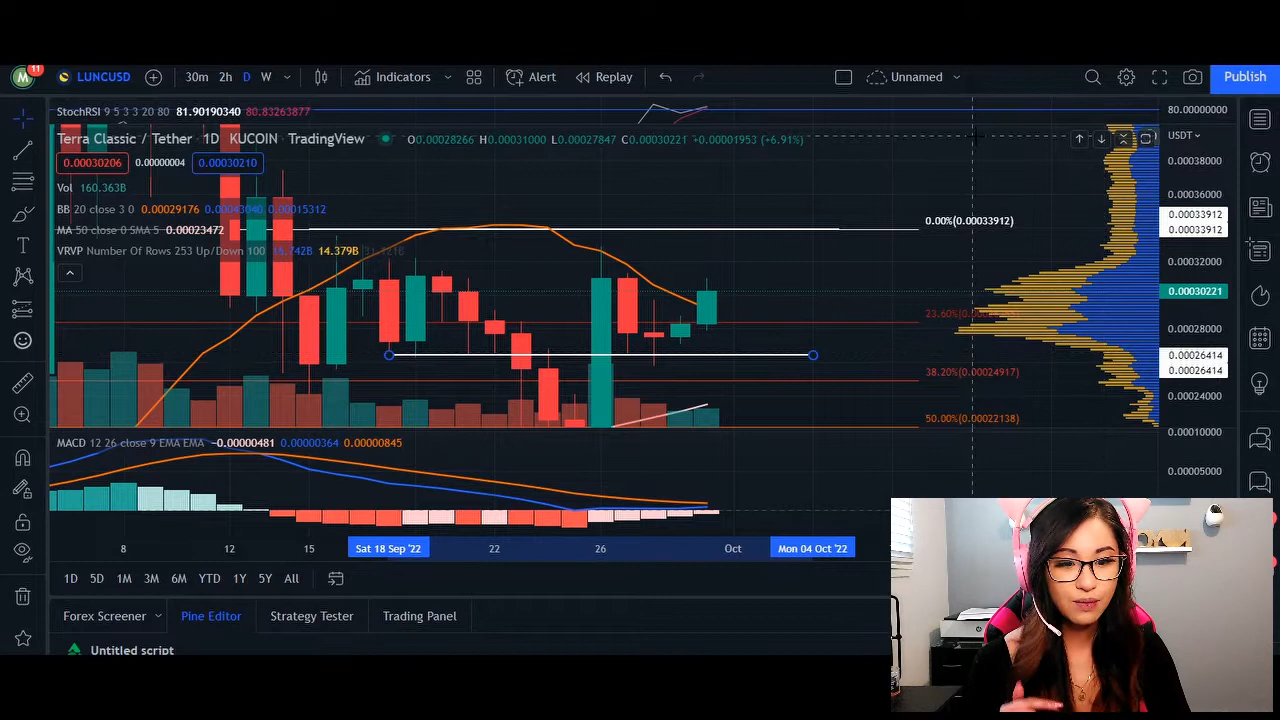 M 11 LUNCUSD 30m 2h D W Indicators Alert Replay Unnamed Publish
StochRSI 9 5 3 3 20 80 81.90190340 80.83263877 80.00000000
Terra Classic / Tether · 1D · KUCOIN · TradingView O0.00028266 H0.00031000 L0.00027847 C0.00030221 +0.00001953 (+6.91%) USDT
0.00030206 0.00000004 0.00030210 0.00038000
Vol 160.363B 0.00036000
BB 20 close 3 0 0.00029176 0.00043040 0.00015312 0.00033912
MA 50 close 0 SMA 5 0.00023472 0.00%(0.00033912) 0.00033912
VRVP Number Of Rows 253 Up/Down 100 14.379B 0.00032000
0.00030221
23.60% 0.00028000
0.00026414
38.20%(0.00024917) 0.00026414
0.00024000
50.00%(0.00022138)
0.00010000
MACD 12 26 close 9 EMA EMA −0.00000481 0.00000364 0.00000845
0.00005000
8 12 15 Sat 18 Sep '22 22 26 Oct Mon 04 Oct '22
1D 5D 1M 3M 6M YTD 1Y 5Y All
Forex Screener Pine Editor Strategy Tester Trading Panel
Untitled script